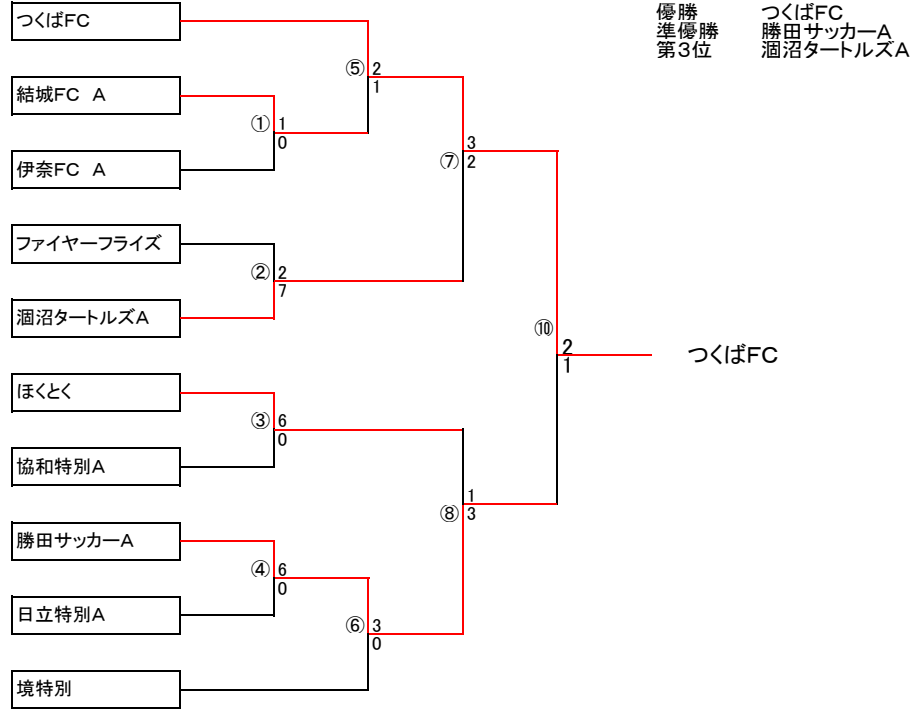 優勝 つくばFC
準優勝 勝田サッカーA
第3位 涸沼タートルズA
つくばFC
⑤ 2
1
結城FC A
① 1
0
伊奈FC A
⑦ 3
2
ファイヤーフライズ
② 2
7
涸沼タートルズA
⑩ 2
1
つくばFC
ほくとく
③ 6
0
協和特別A
⑧ 1
3
勝田サッカーA
④ 6
0
日立特別A
⑥ 3
0
境特別